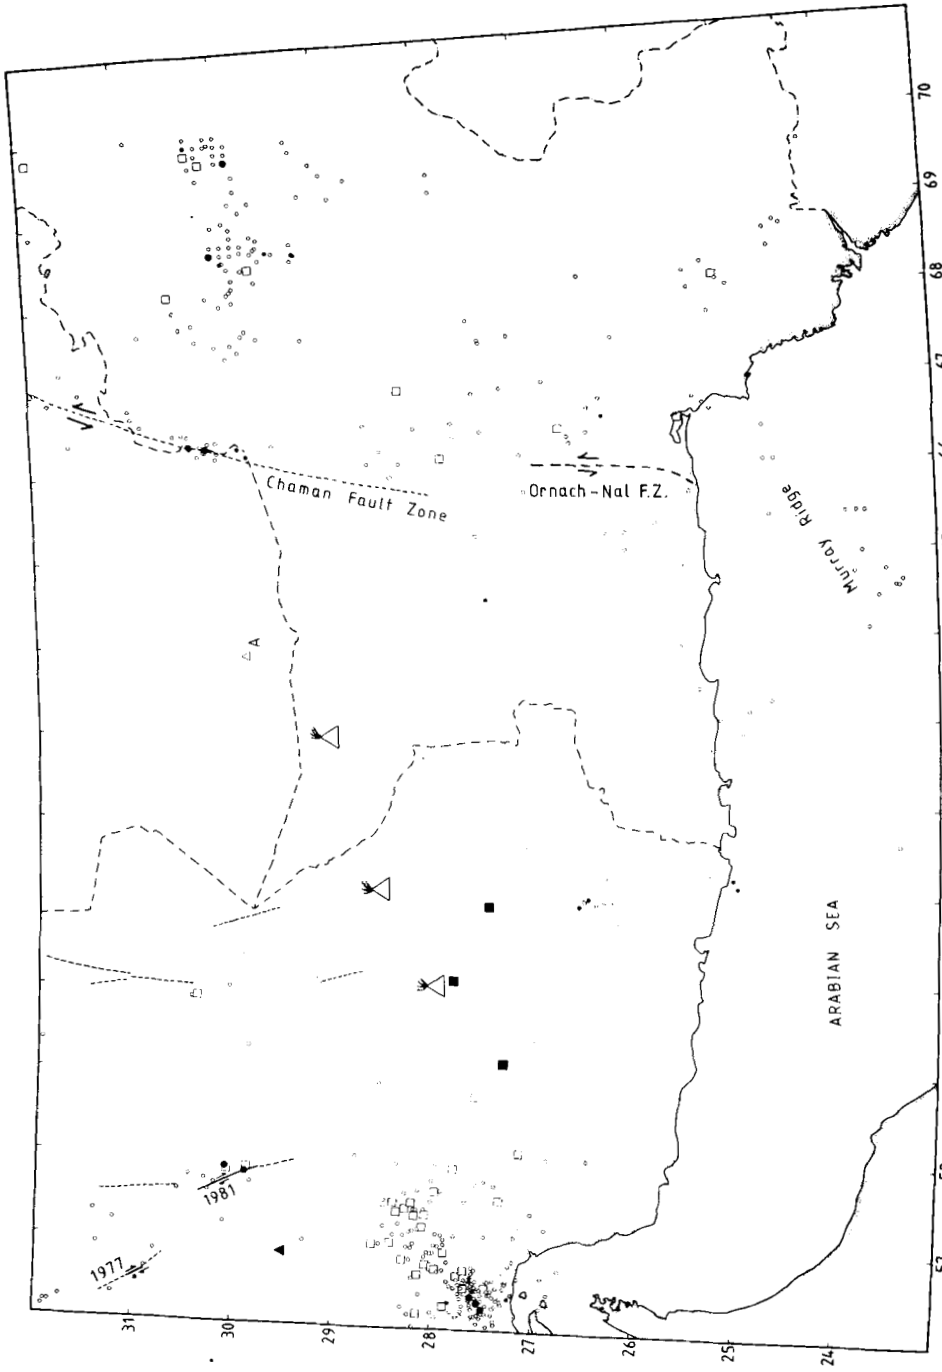 Chaman Fault Zone
Ornach-Nal F.Z.
Murray Ridge
ARABIAN SEA
A
1981
1977
70
69
68
31
30
29
28
27
26
25
24